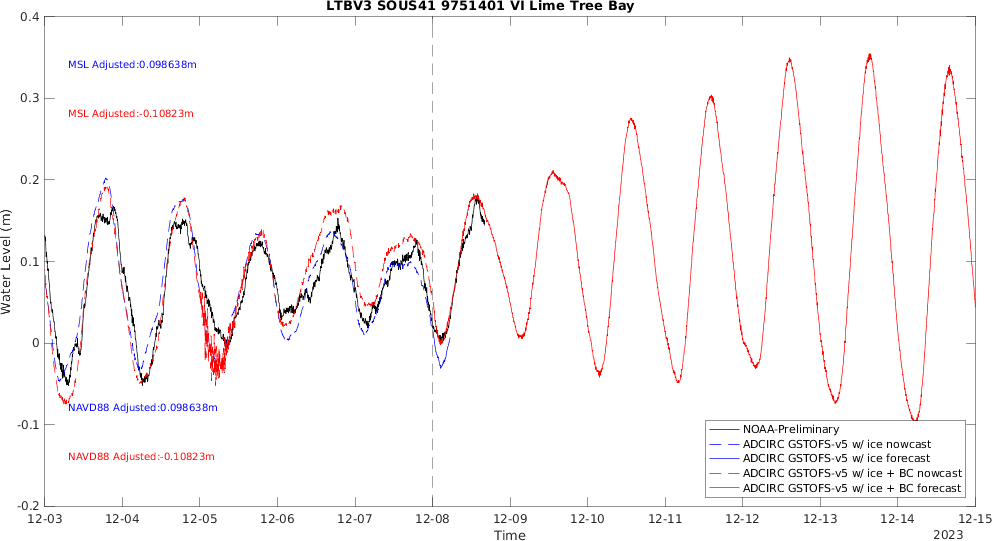 LTBV3 SOUS41 9751401 VI Lime Tree Bay
Water Level (m)
0.4
0.3
0.2
0.1
0
-0.1
-0.2
MSL Adjusted:0.098638m
MSL Adjusted:-0.10823m
NAVD88 Adjusted:0.098638m
NAVD88 Adjusted:-0.10823m
NOAA-Preliminary
ADCIRC GSTOFS-v5 w/ ice nowcast
ADCIRC GSTOFS-v5 w/ ice forecast
ADCIRC GSTOFS-v5 w/ ice + BC nowcast
ADCIRC GSTOFS-v5 w/ ice + BC forecast
12-03 12-04 12-05 12-06 12-07 12-08 12-09 12-10 12-11 12-12 12-13 12-14 12-15
Time
2023